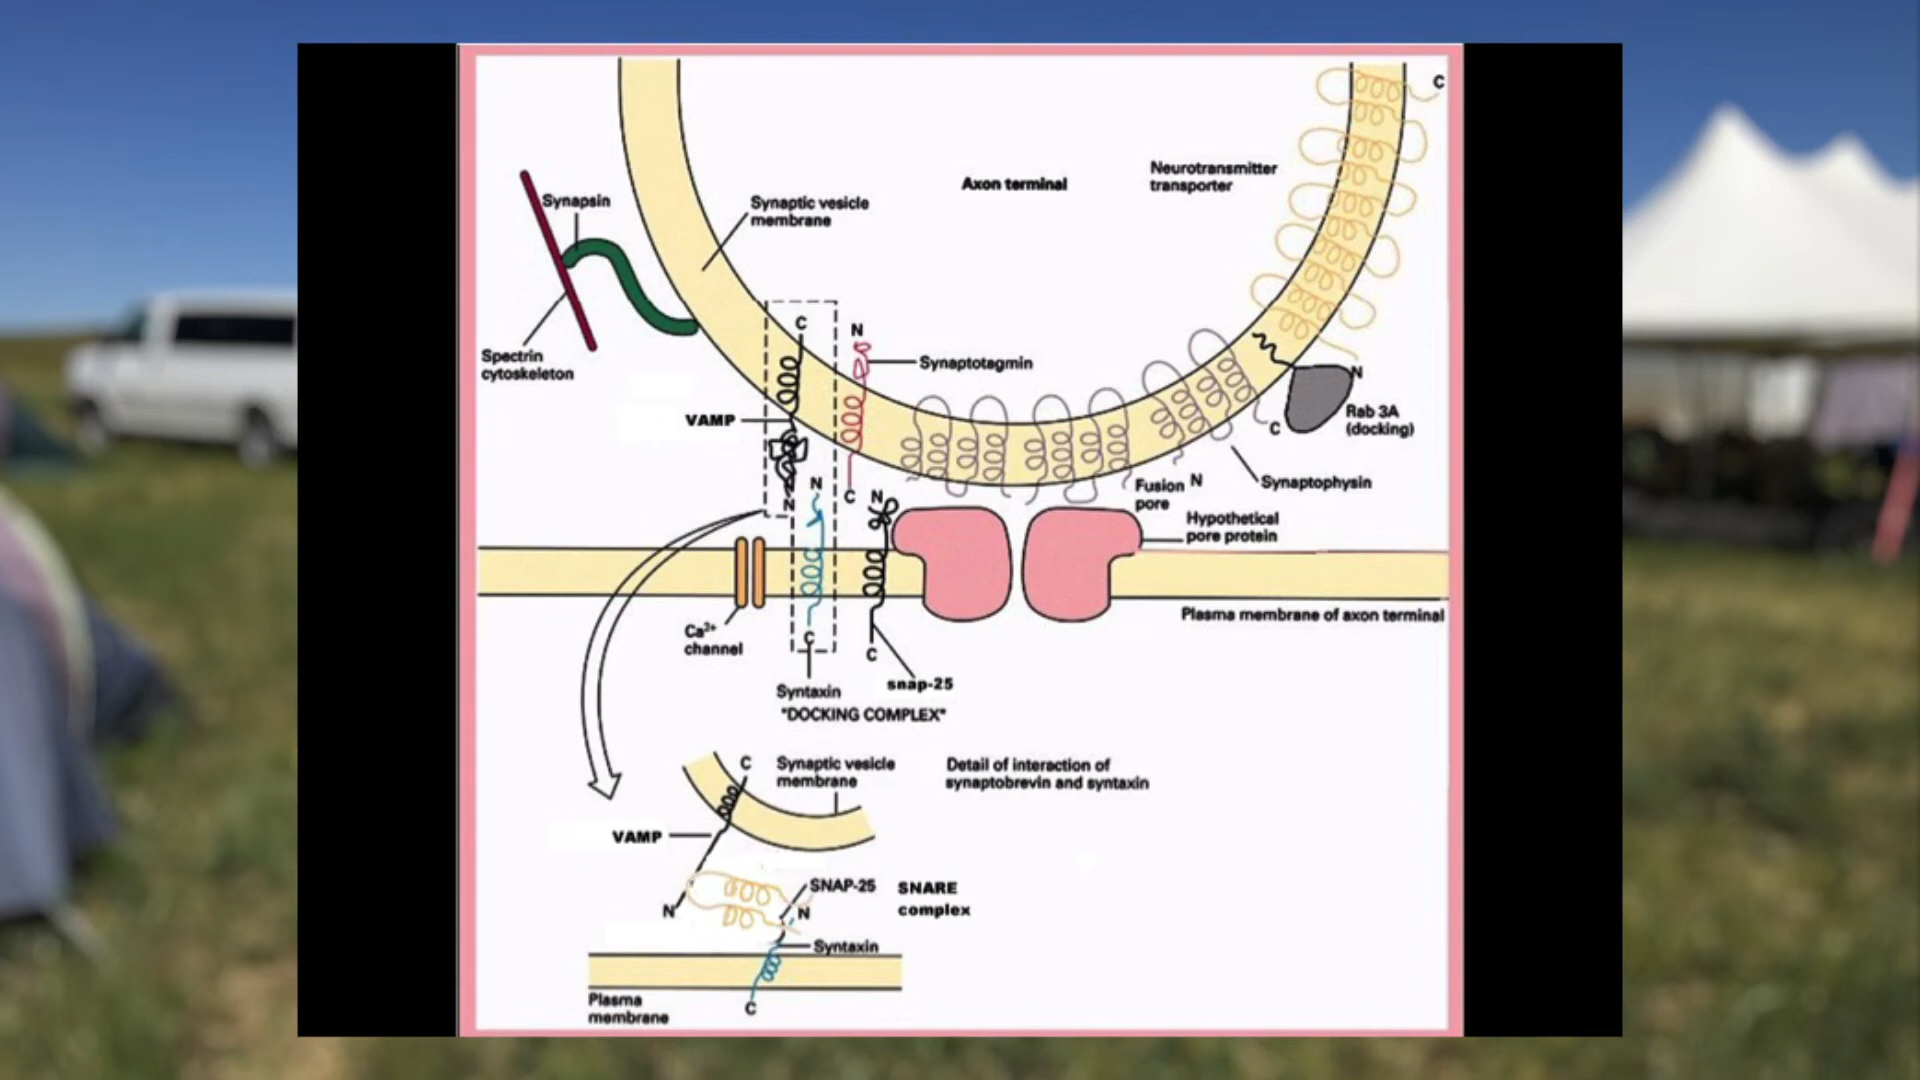 C
Neurotransmitter
transporter
Axon terminal
Synapsin
Synaptic vesicle
membrane
C
N
Spectrin
cytoskeleton
Synaptotagmin
N
VAMP
Rab 3A
(docking)
C
N
N
N
C
N
Fusion
pore
N
Synaptophysin
Hypothetical
pore protein
Plasma membrane of axon terminal
Ca2+
channel
C
C
Syntaxin
snap-25
"DOCKING COMPLEX"
C
Synaptic vesicle
membrane
Detail of interaction of
synaptobrevin and syntaxin
VAMP
SNAP-25
SNARE
complex
N
N
Syntaxin
Plasma
membrane
C